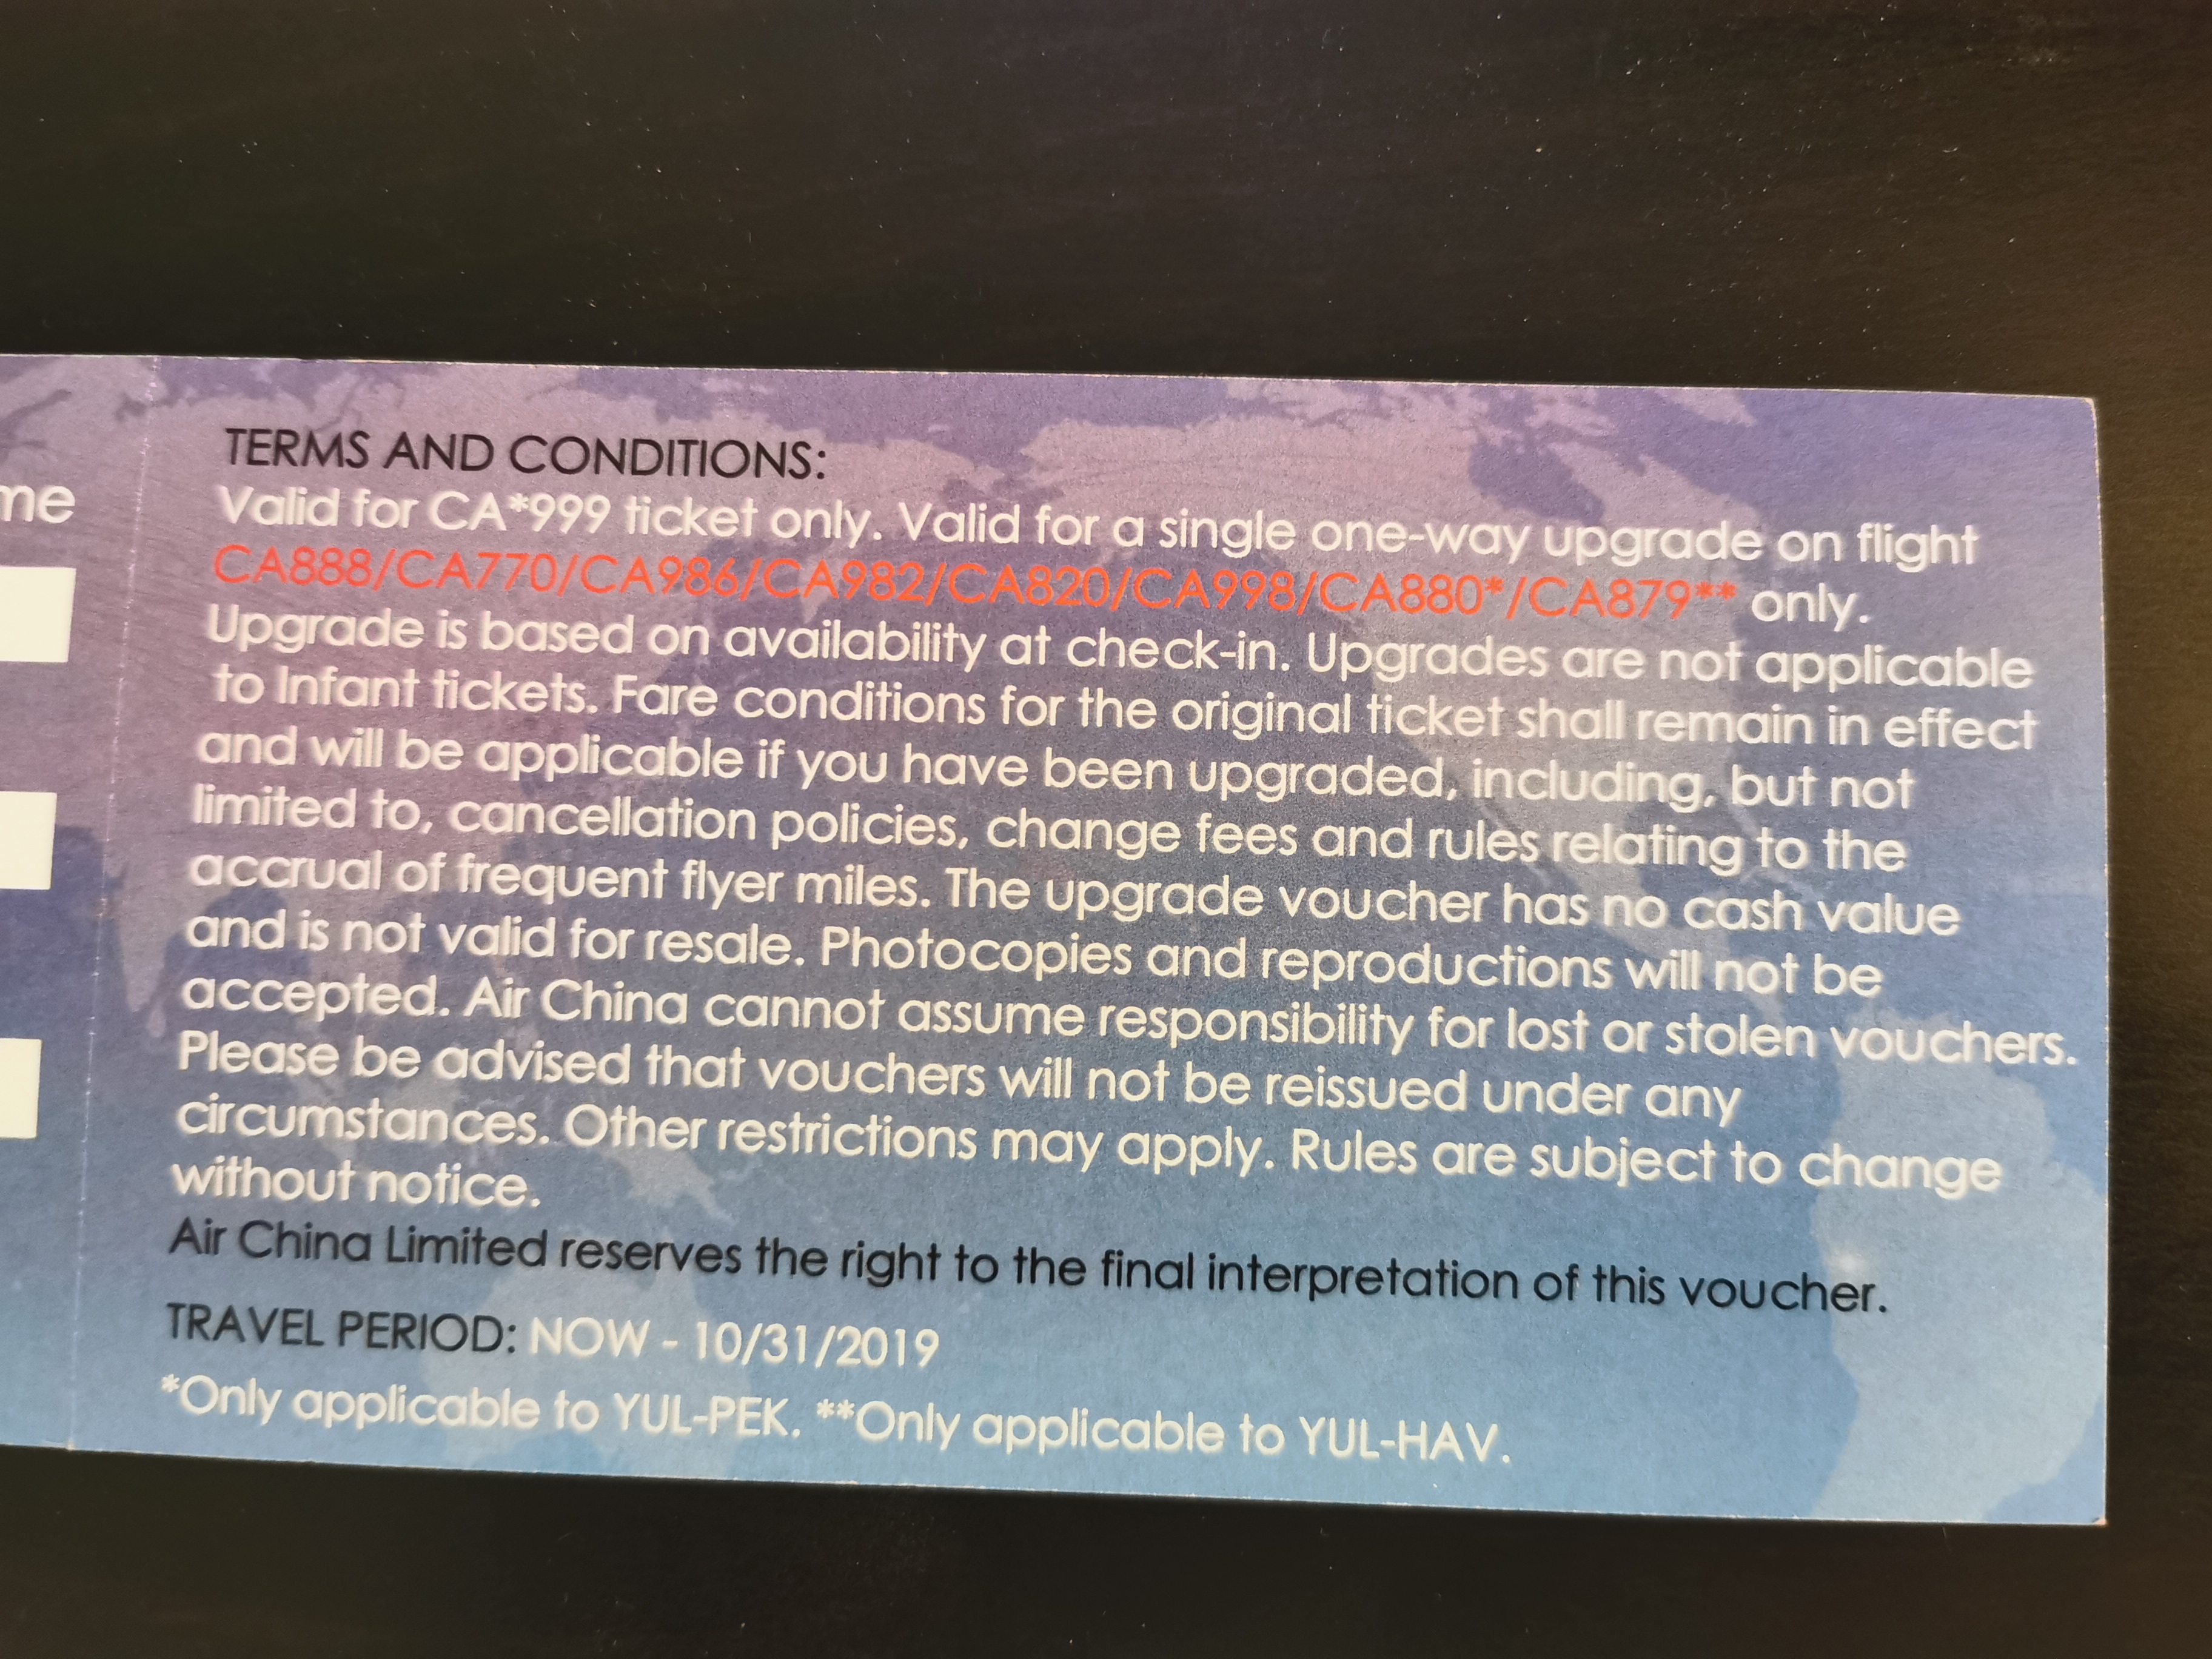 me
TERMS AND CONDITIONS:
Valid for CA*999 ticket only. Valid for a single one-way upgrade on flight
CA888/CA770/CA986/CA982/CA820/CA998/CA880*/CA879** only.
Upgrade is based on availability at check-in. Upgrades are not applicable
to Infant tickets. Fare conditions for the original ticket shall remain in effect
and will be applicable if you have been upgraded, including, but not
limited to, cancellation policies, change fees and rules relating to the
accrual of frequent flyer miles. The upgrade voucher has no cash value
and is not valid for resale. Photocopies and reproductions will not be
accepted. Air China cannot assume responsibility for lost or stolen vouchers.
Please be advised that vouchers will not be reissued under any
circumstances. Other restrictions may apply. Rules are subject to change
without notice.
Air China Limited reserves the right to the final interpretation of this voucher.
TRAVEL PERIOD: NOW - 10/31/2019
*Only applicable to YUL-PEK. **Only applicable to YUL-HAV.